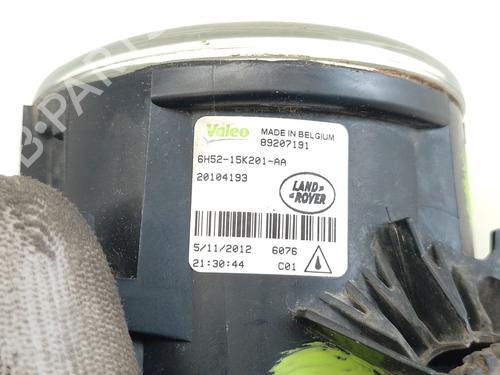 B-PARTS
Valeo
MADE IN BELGIUM
89207191
6H52-15K201-AA
20104193
LAND
ROVER
5/11/2012 6076
21:30:44 C01